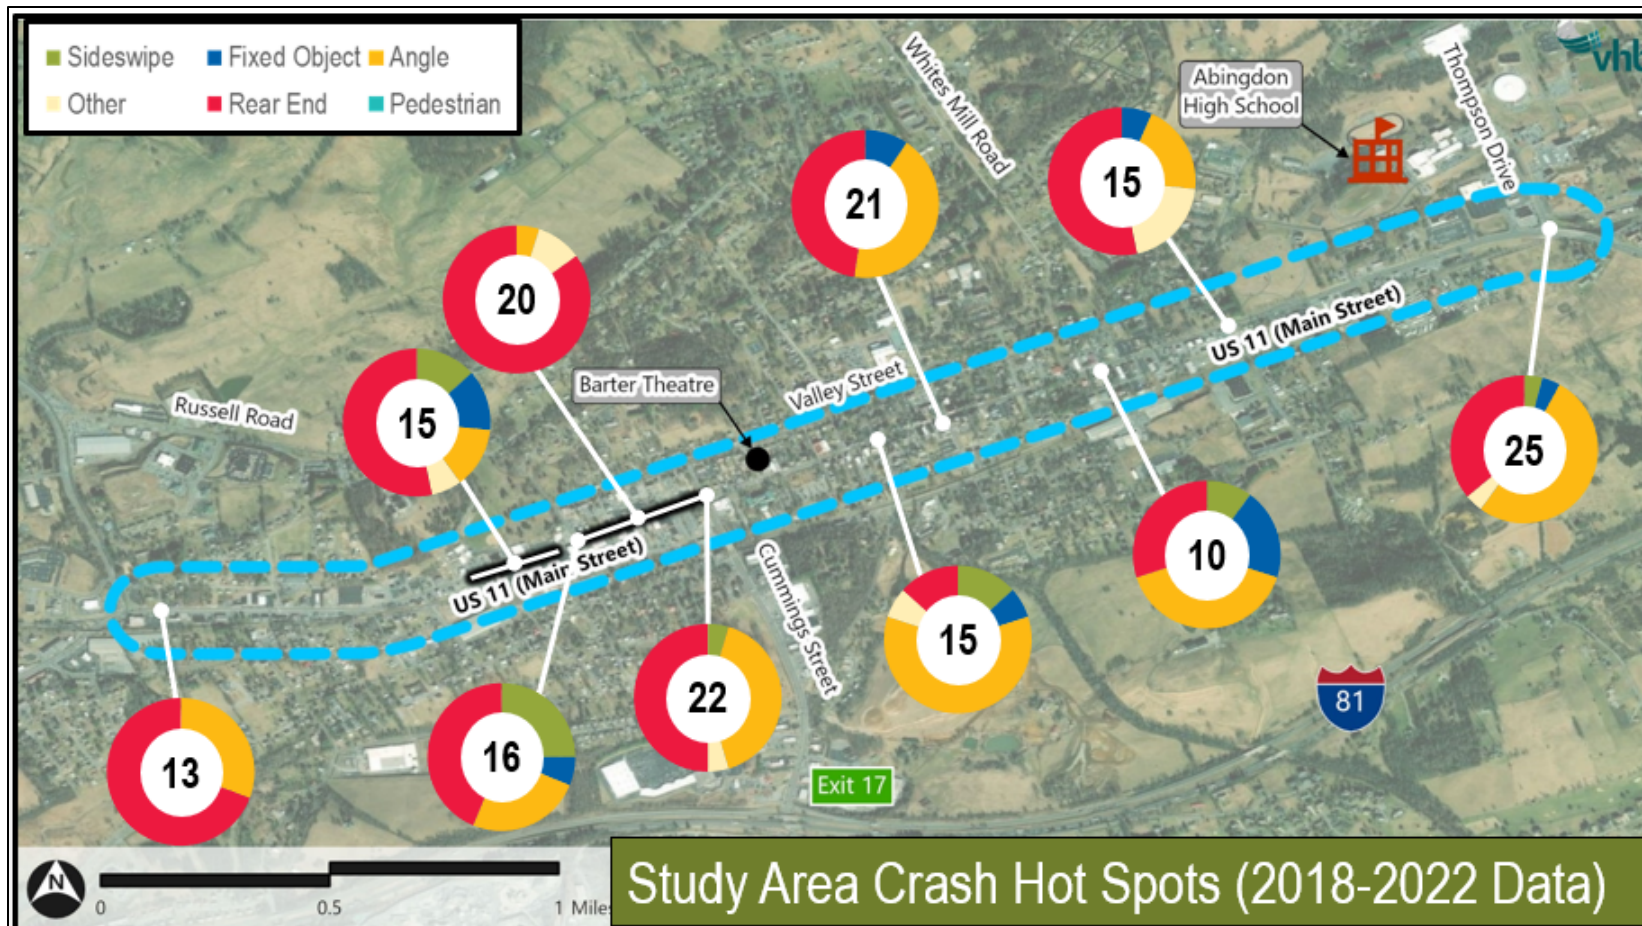 Sideswipe
Fixed Object
Angle
Other
Rear End
Pedestrian
Whites Mill Road
Abingdon
High School
Thompson Drive
vhb
21
15
20
Barter Theatre
Valley Street
US 11 (Main Street)
Russell Road
15
25
US 11 (Main Street)
Cummings Street
10
15
22
16
13
81
Exit 17
N
0
0.5
1 Miles
Study Area Crash Hot Spots (2018-2022 Data)